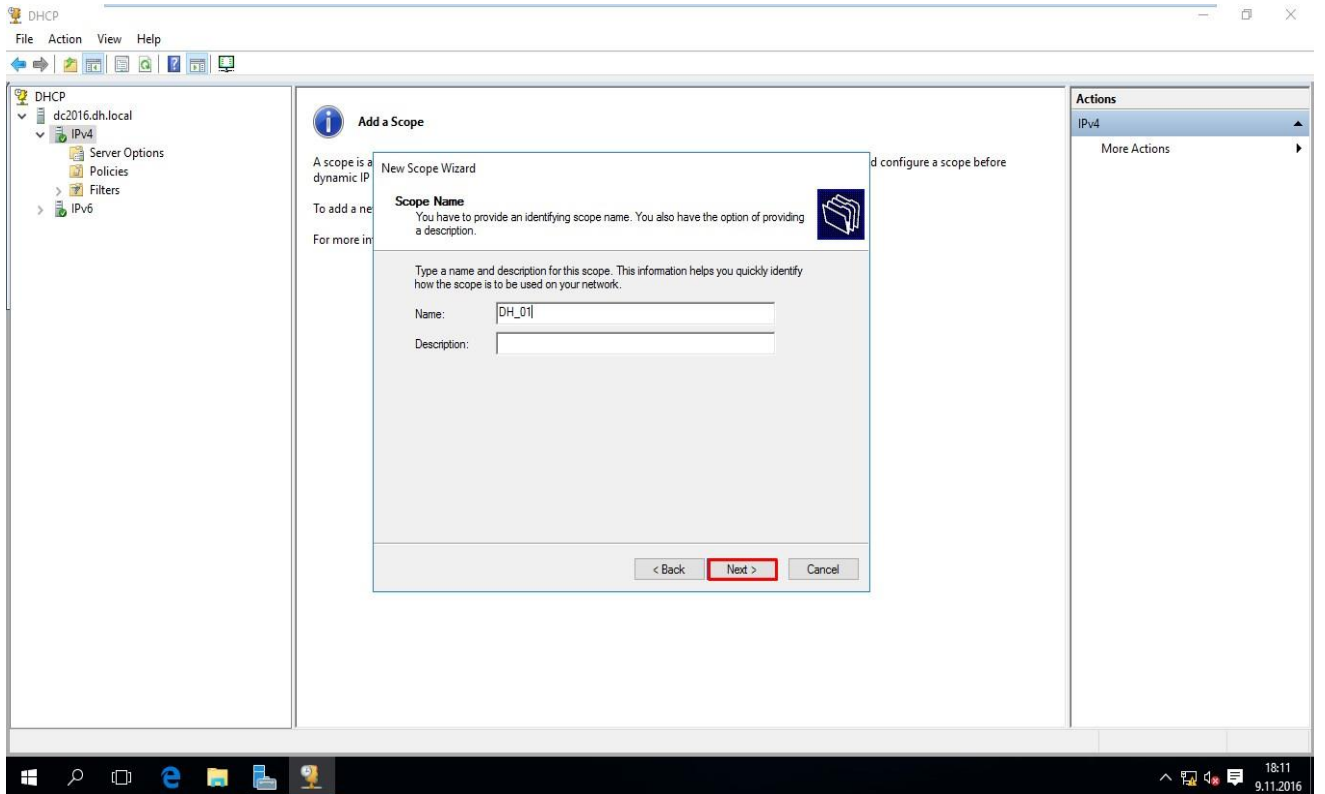 DHCP
File Action View Help
DHCP
dc2016.dh.local
IPv4
Server Options
Policies
Filters
IPv6
Add a Scope
A scope is a
d configure a scope before
dynamic IP
To add a ne
For more in
New Scope Wizard
Scope Name
You have to provide an identifying scope name. You also have the option of providing
a description.
Type a name and description for this scope. This information helps you quickly identify
how the scope is to be used on your network.
Name: DH_01
Description:
< Back Next > Cancel
Actions
IPv4
More Actions
18:11
9.11.2016